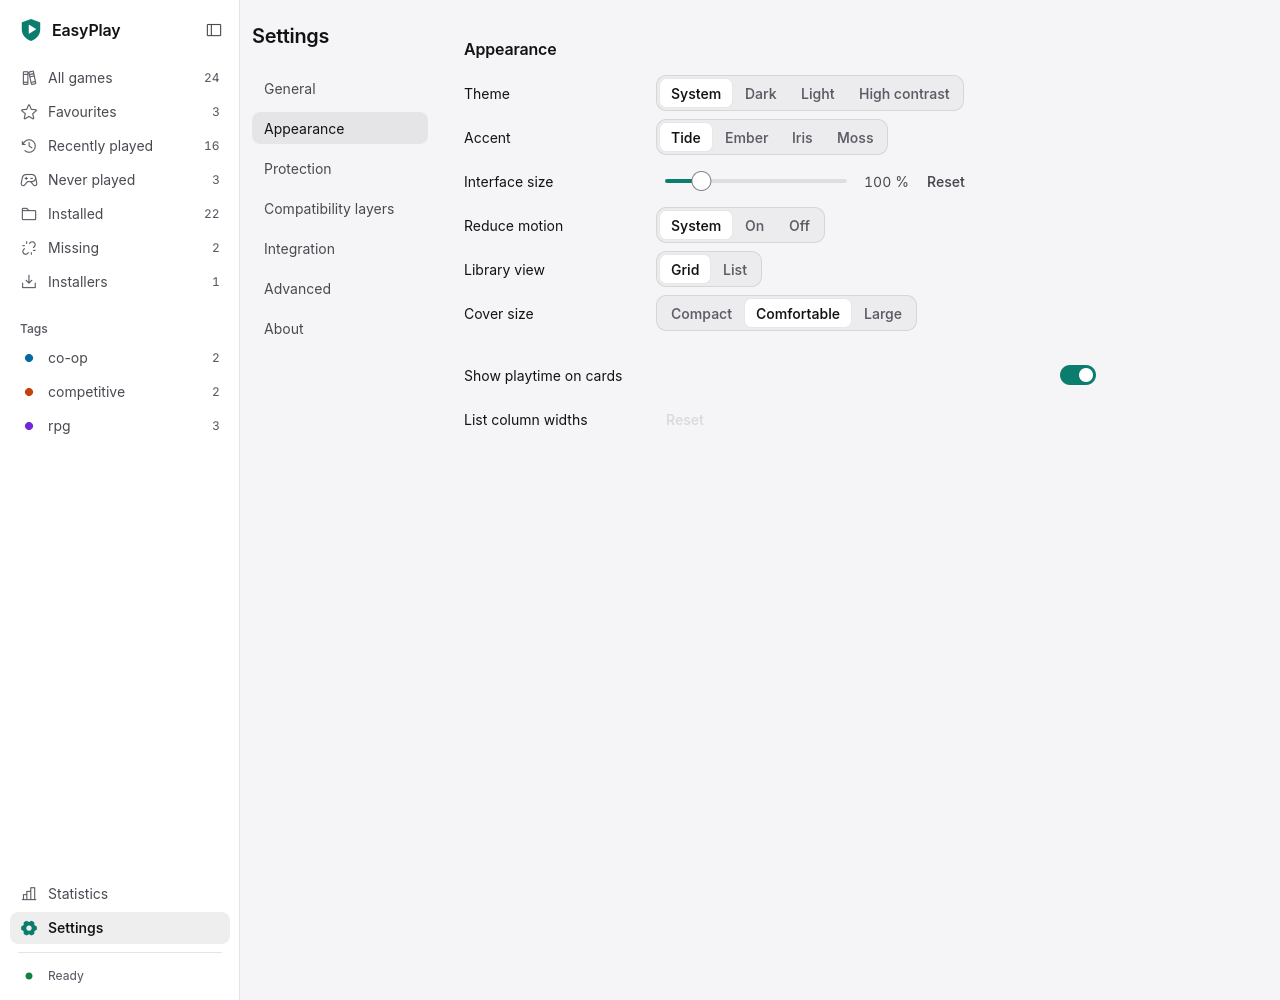 EasyPlay
All games 24
Favourites 3
Recently played 16
Never played 3
Installed 22
Missing 2
Installers 1
Tags
co-op 2
competitive 2
rpg 3
Statistics
Settings
Ready
Settings
General
Appearance
Protection
Compatibility layers
Integration
Advanced
About
Appearance
Theme System Dark Light High contrast
Accent Tide Ember Iris Moss
Interface size 100 % Reset
Reduce motion System On Off
Library view Grid List
Cover size Compact Comfortable Large
Show playtime on cards
List column widths Reset